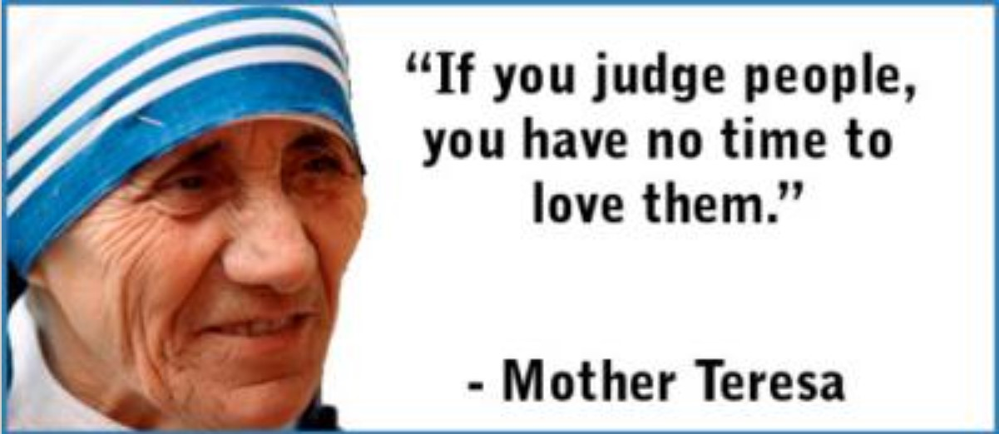 “If you judge people,
you have no time to
love them.”
- Mother Teresa